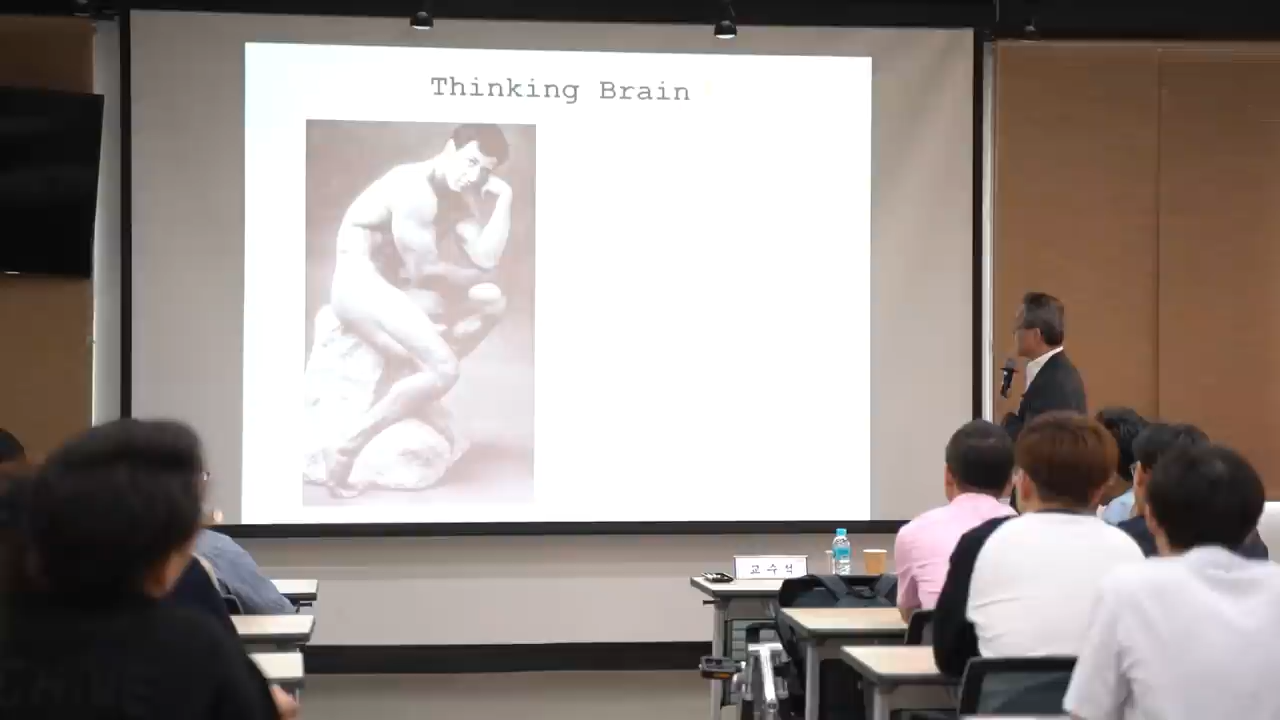 Thinking Brain
교 수 석